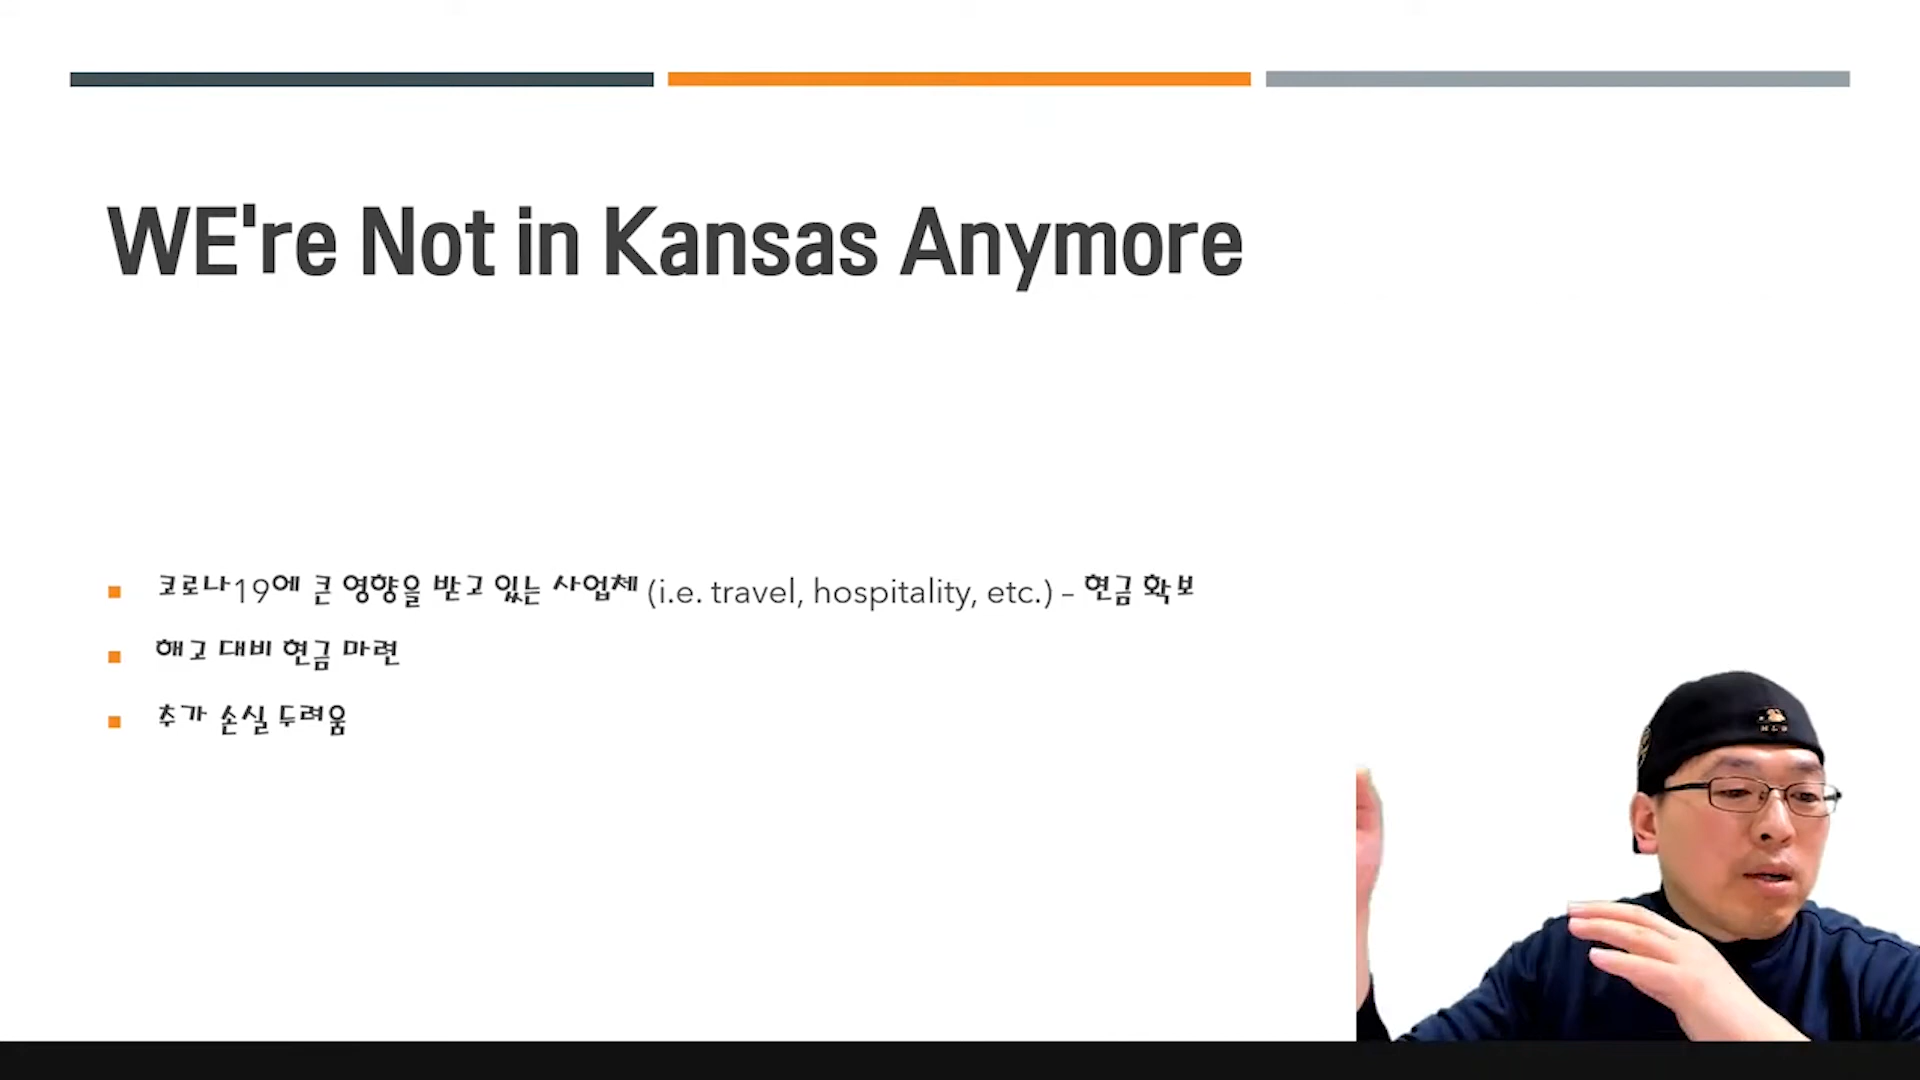 WE're Not in Kansas Anymore
코로나19에 큰 영향을 받고 있는 사업체 (i.e. travel, hospitality, etc.) – 현금 확보
해고 대비 현금 마련
추가 손실 두려움
MLB